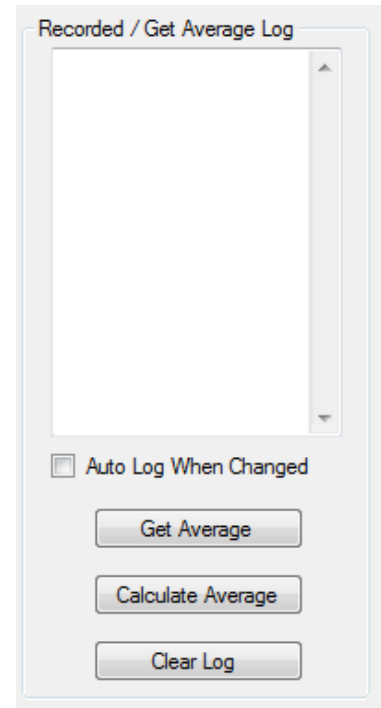 Recorded / Get Average Log
Auto Log When Changed
Get Average
Calculate Average
Clear Log